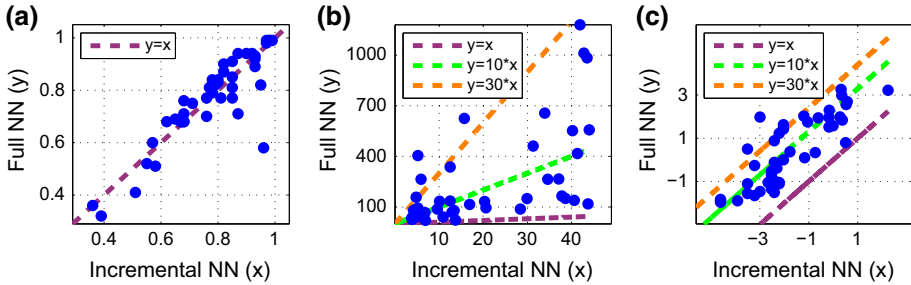 (a)
Full NN (y)
1
0.8
0.6
0.4
y=x
0.4 0.6 0.8 1
Incremental NN (x)
(b)
Full NN (y)
1000
700
400
100
y=x
y=10*x
y=30*x
10 20 30 40
Incremental NN (x)
(c)
Full NN (y)
3
1
−1
y=x
y=10*x
y=30*x
−3 −1 1
Incremental NN (x)